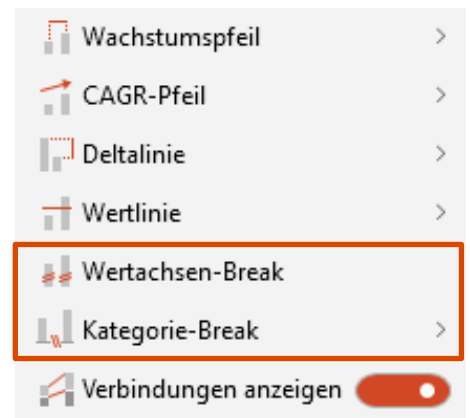 Wachstumspfeil
CAGR-Pfeil
Deltalinie
Wertlinie
Wertachsen-Break
Kategorie-Break
Verbindungen anzeigen